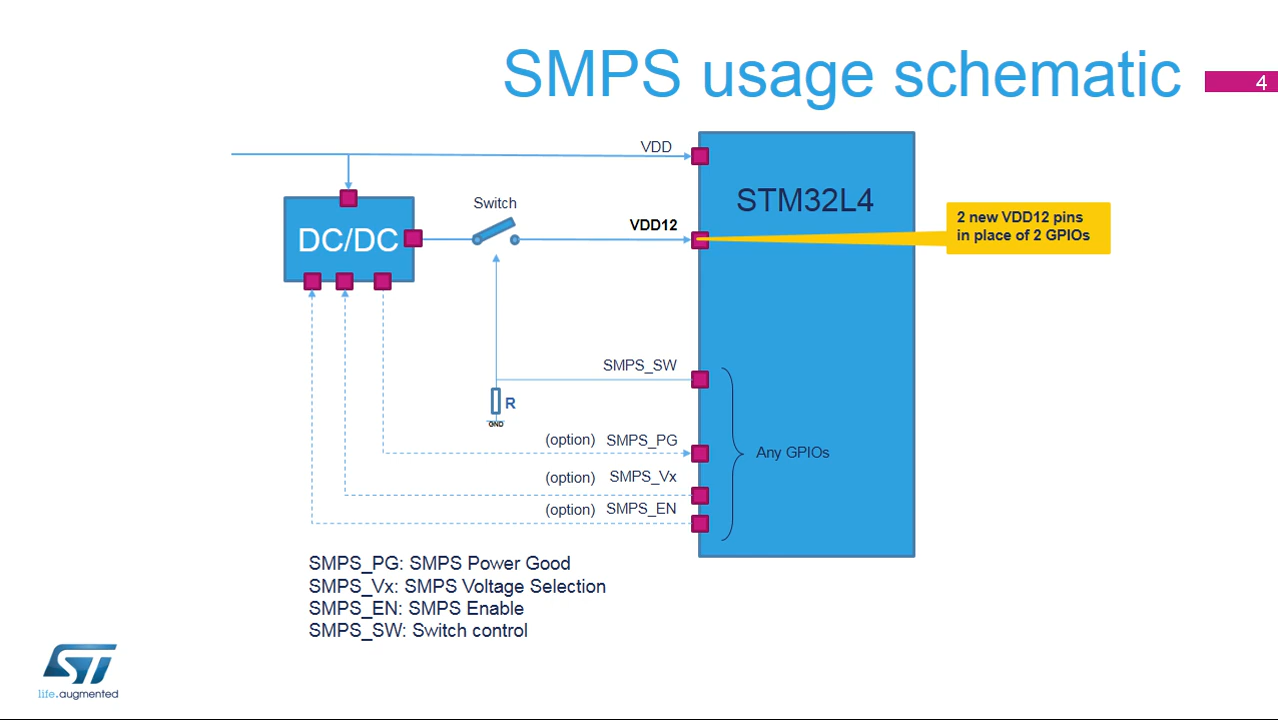 SMPS usage schematic
4
VDD
STM32L4
Switch
VDD12
2 new VDD12 pins
in place of 2 GPIOs
DC/DC
SMPS_SW
R
GND
(option) SMPS_PG
Any GPIOs
(option) SMPS_Vx
(option) SMPS_EN
SMPS_PG: SMPS Power Good
SMPS_Vx: SMPS Voltage Selection
SMPS_EN: SMPS Enable
SMPS_SW: Switch control
ST
life.augmented